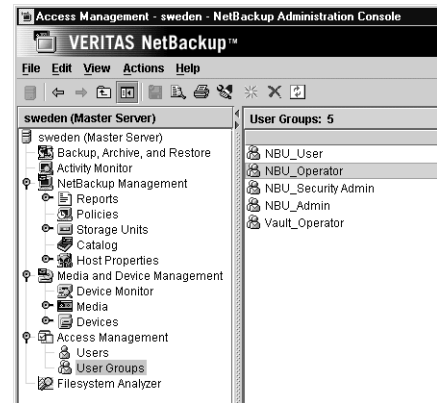 Access Management - sweden - NetBackup Administration Console
VERITAS NetBackup™
File Edit View Actions Help
sweden (Master Server)
sweden (Master Server)
Backup, Archive, and Restore
Activity Monitor
NetBackup Management
Reports
Policies
Storage Units
Catalog
Host Properties
Media and Device Management
Device Monitor
Media
Devices
Access Management
Users
User Groups
Filesystem Analyzer
User Groups: 5
NBU_User
NBU_Operator
NBU_Security Admin
NBU_Admin
Vault_Operator